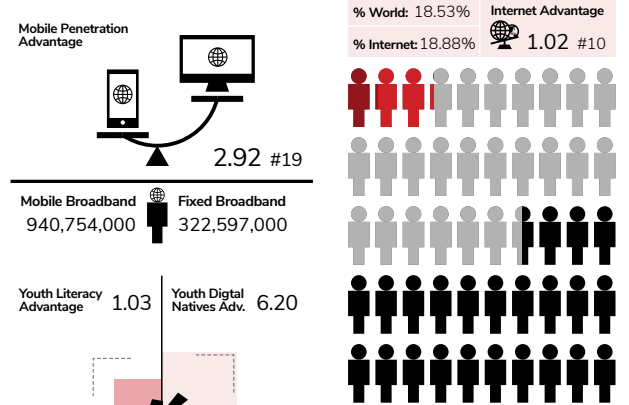 Mobile Penetration
Advantage
2.92 #19
Mobile Broadband
940,754,000
Fixed Broadband
322,597,000
Youth Literacy
Advantage
1.03
Youth Digtal
Natives Adv.
6.20
% World: 18.53%
% Internet: 18.88%
Internet Advantage
1.02 #10